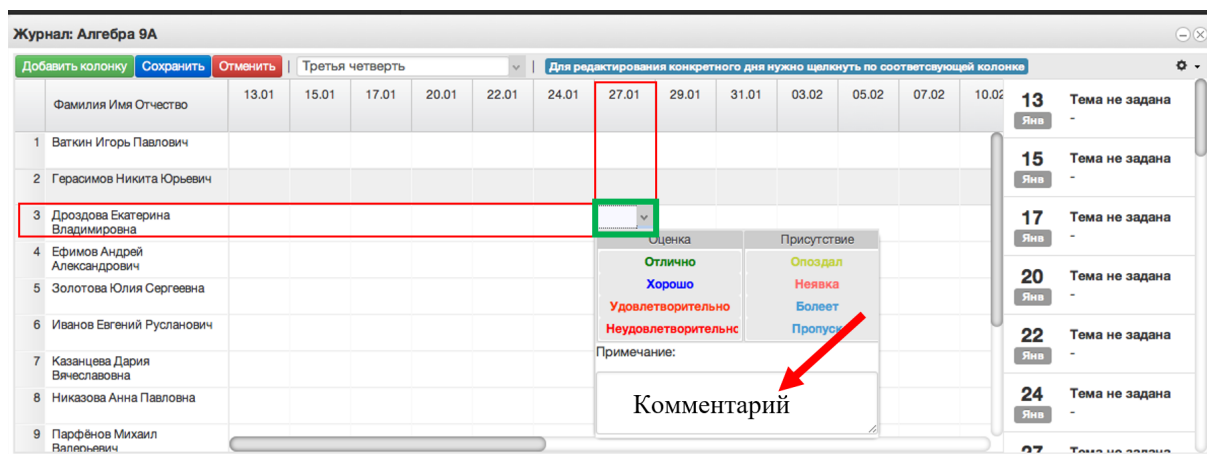 Журнал: Алгебра 9А
Добавить колонку Сохранить Отменить | Третья четверть | Для редактирования конкретного дня нужно щелкнуть по соответсвующей колонке
Фамилия Имя Отчество 13.01 15.01 17.01 20.01 22.01 24.01 27.01 29.01 31.01 03.02 05.02 07.02 10.02
1 Ваткин Игорь Павлович
2 Герасимов Никита Юрьевич
3 Дроздова Екатерина
Владимировна
4 Ефимов Андрей
Александрович
5 Золотова Юлия Сергеевна
6 Иванов Евгений Русланович
7 Казанцева Дария
Вячеславовна
8 Никазова Анна Павловна
9 Парфёнов Михаил
Валерьевич
Оценка Присутствие
Отлично Опоздал
Хорошо Неявка
Удовлетворительно Болеет
Неудовлетворительно Пропуск
Примечание:
Комментарий
13 Тема не задана
Янв -
15 Тема не задана
Янв -
17 Тема не задана
Янв -
20 Тема не задана
Янв -
22 Тема не задана
Янв -
24 Тема не задана
Янв -
27 Тема не задана